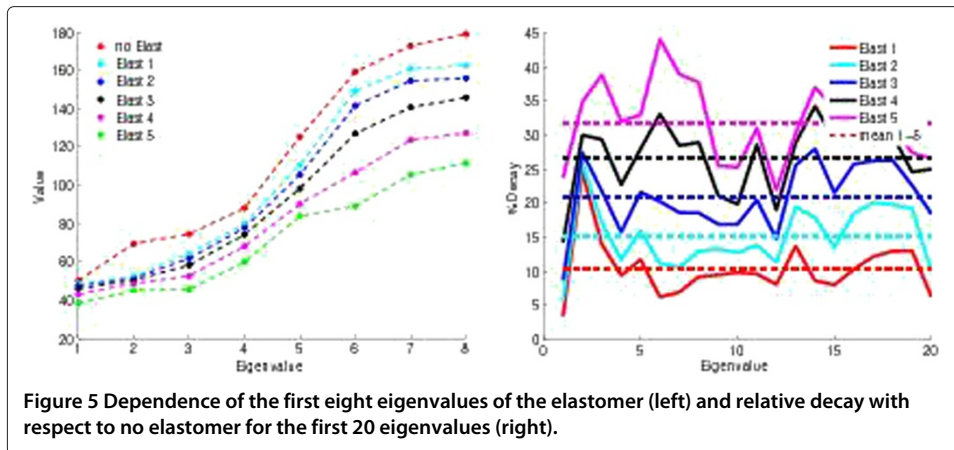 180
160
140
120
100
80
60
40
20
no Elast
Elast 1
Elast 2
Elast 3
Elast 4
Elast 5
Value
1 2 3 4 5 6 7 8
Eigenvalue
45
40
35
30
25
20
15
10
5
0
Elast 1
Elast 2
Elast 3
Elast 4
Elast 5
mean 1-5
% Decay
0 5 10 15 20
Eigenvalue
Figure 5 Dependence of the first eight eigenvalues of the elastomer (left) and relative decay with
respect to no elastomer for the first 20 eigenvalues (right).